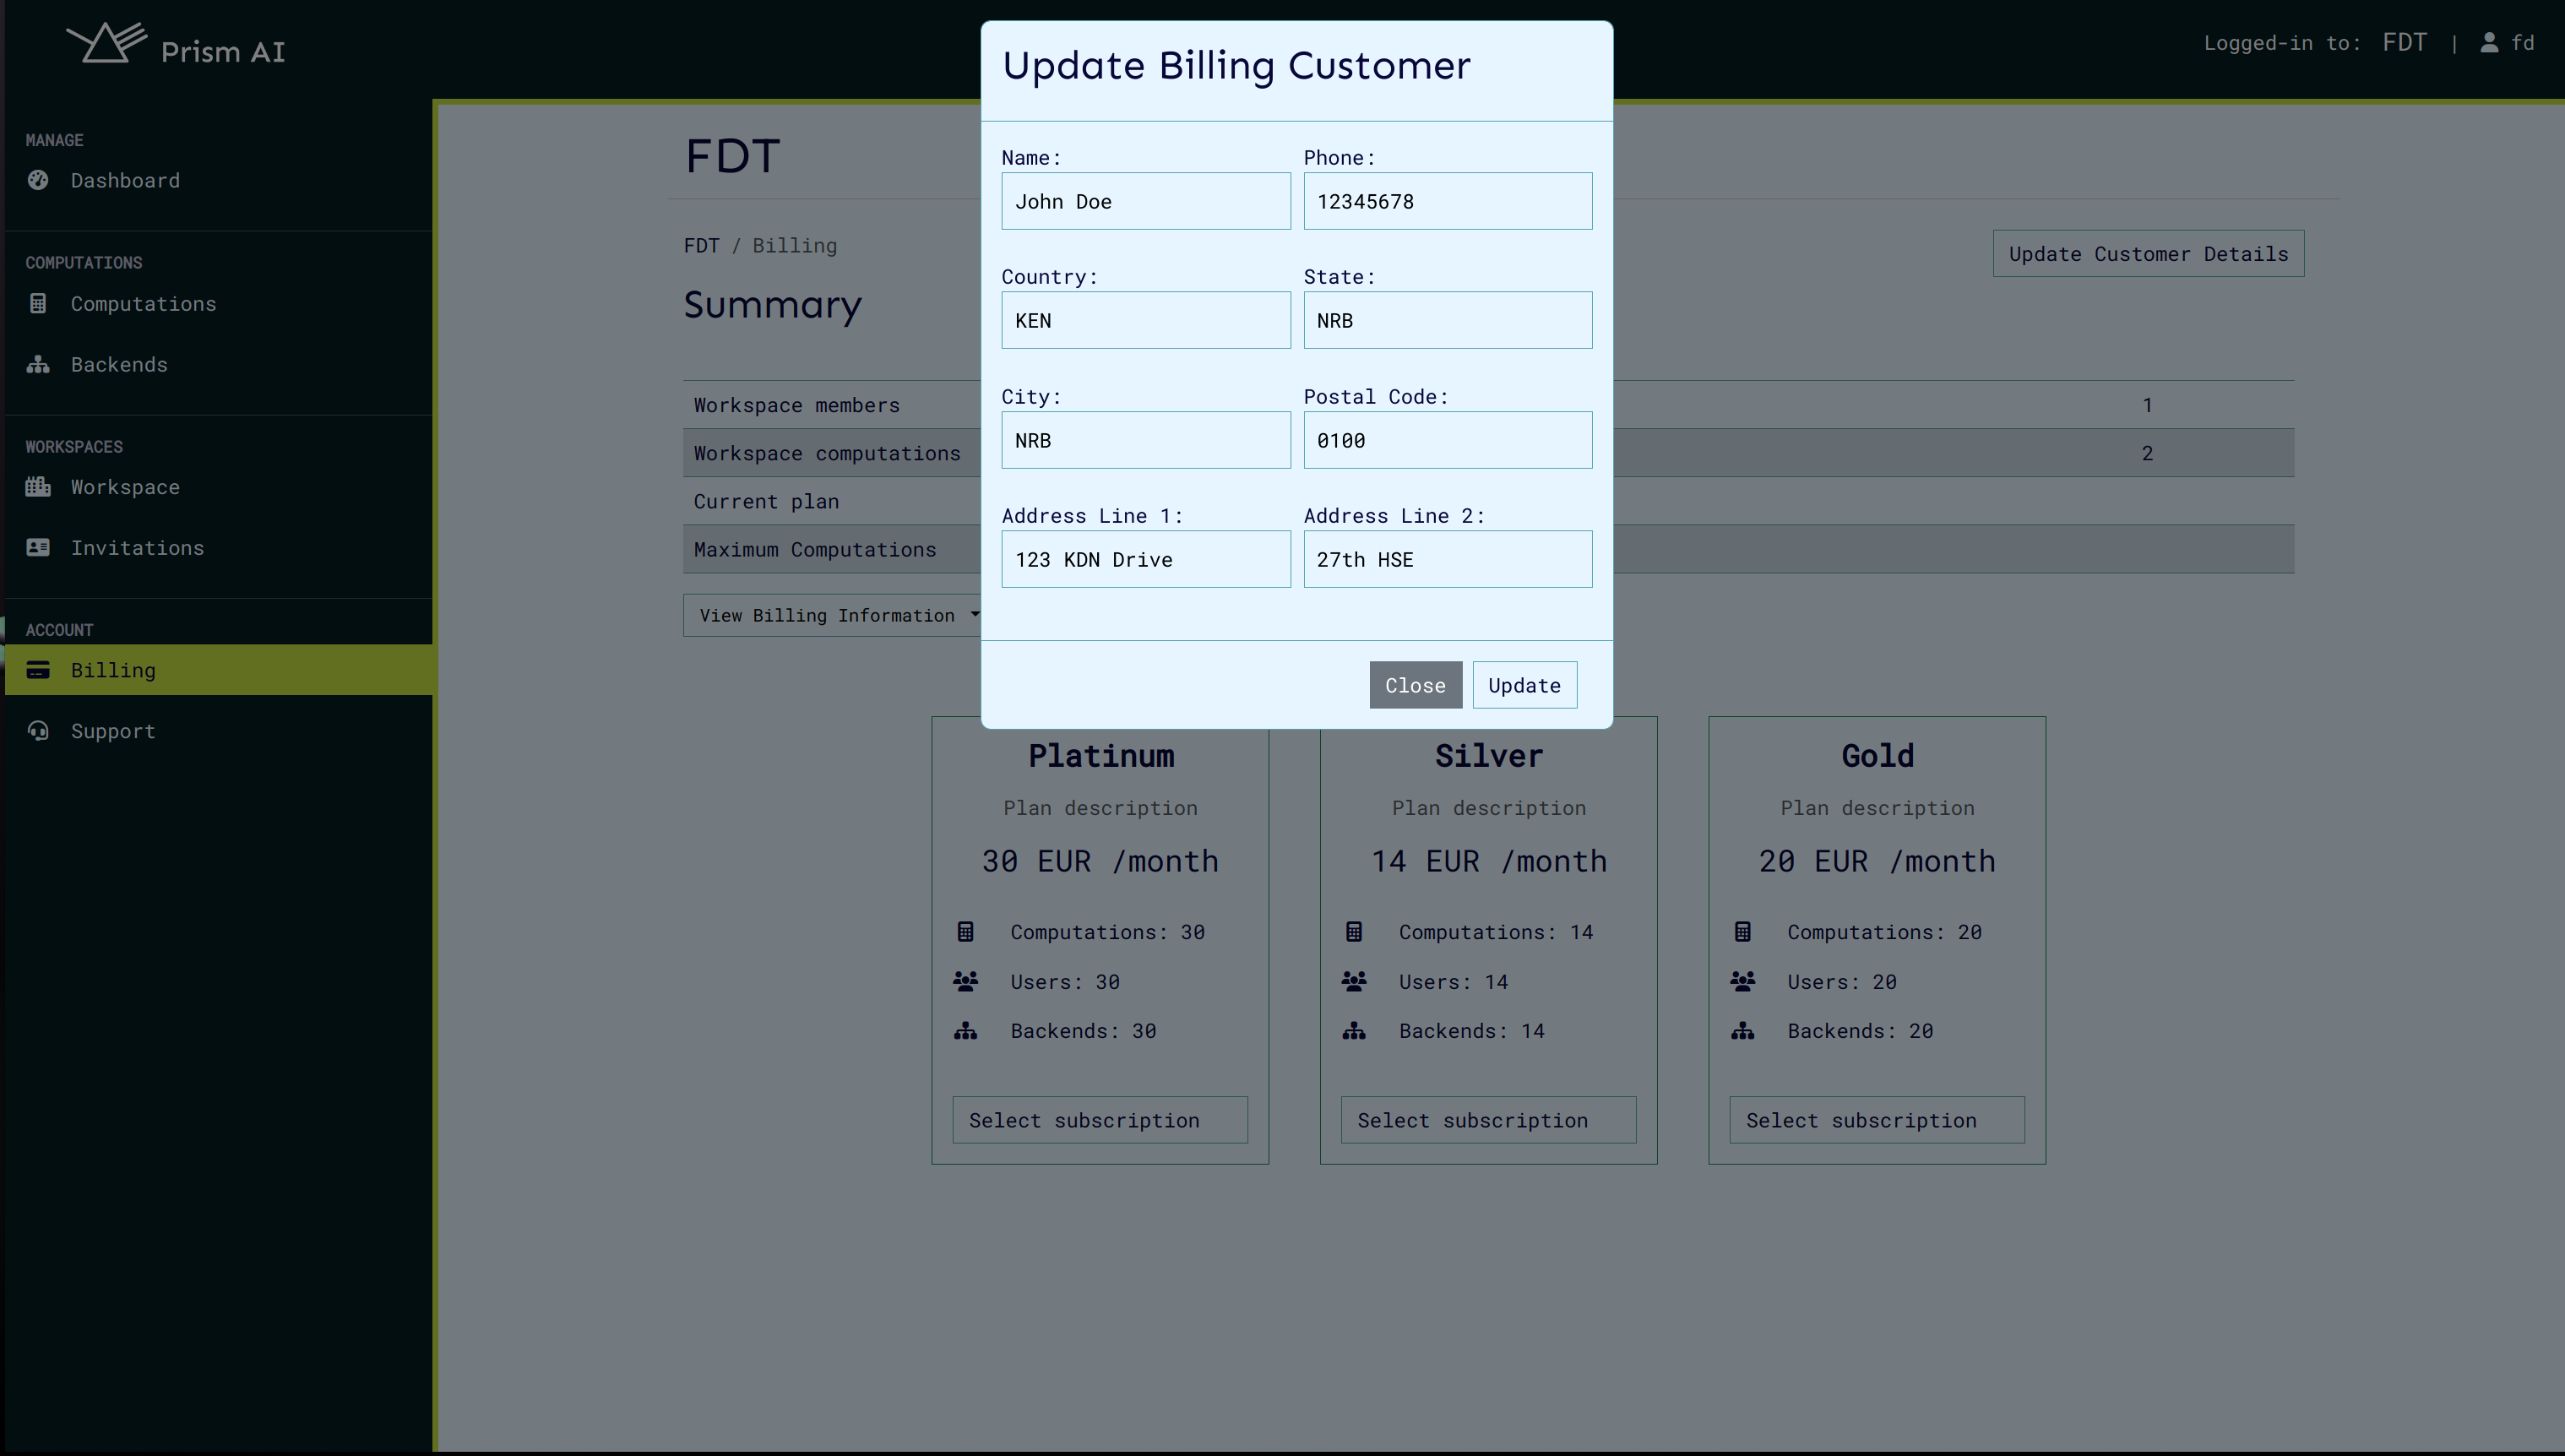 Prism AI
Logged-in to: FDT | fd
MANAGE
Dashboard
COMPUTATIONS
Computations
Backends
WORKSPACES
Workspace
Invitations
ACCOUNT
Billing
Support
FDT
FDT / Billing
Update Customer Details
Summary
Workspace members 1
Workspace computations 2
Current plan
Maximum Computations
View Billing Information
Update Billing Customer
Name: Phone:
John Doe 12345678
Country: State:
KEN NRB
City: Postal Code:
NRB 0100
Address Line 1: Address Line 2:
123 KDN Drive 27th HSE
Close Update
Platinum
Plan description
30 EUR /month
Computations: 30
Users: 30
Backends: 30
Select subscription
Silver
Plan description
14 EUR /month
Computations: 14
Users: 14
Backends: 14
Select subscription
Gold
Plan description
20 EUR /month
Computations: 20
Users: 20
Backends: 20
Select subscription